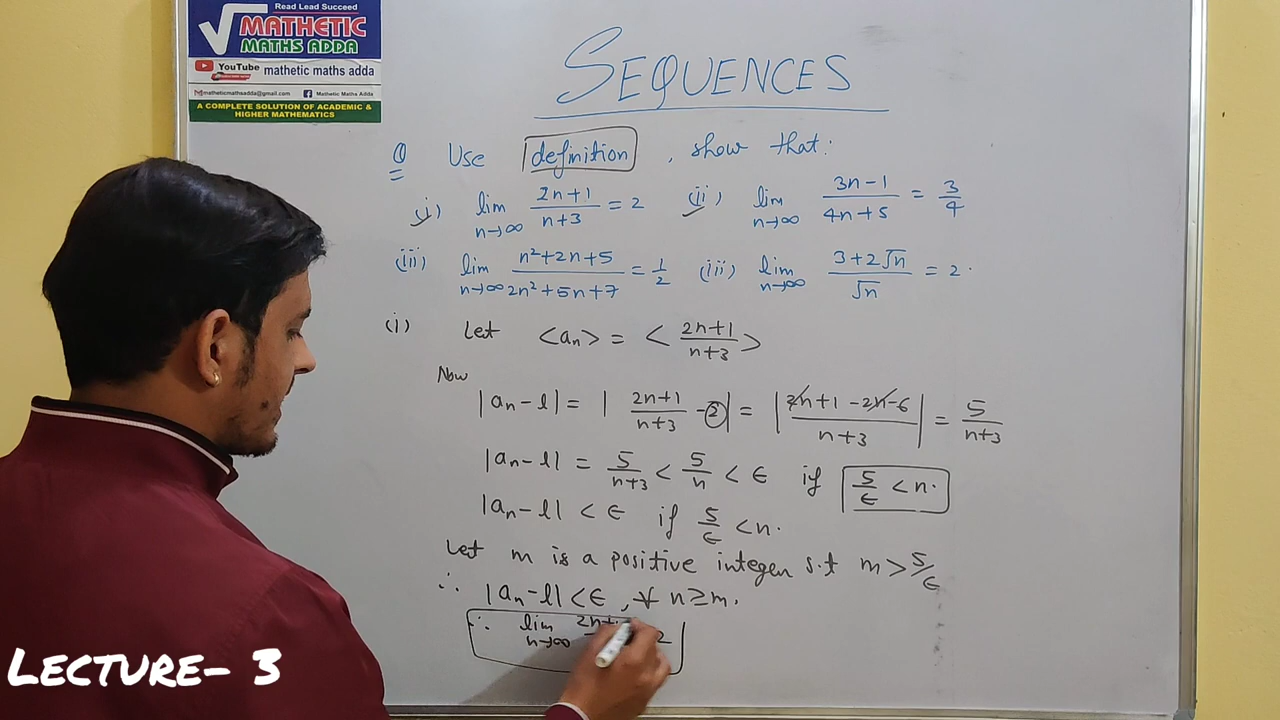 Read Lead Succeed
MATHETIC
MATHS ADDA
YouTube mathetic maths adda
matheticmathsadda@gmail.com Mathetic Maths Adda
A COMPLETE SOLUTION OF ACADEMIC &
HIGHER MATHEMATICS
SEQUENCES
Q Use definition, show that:
(i) lim n→∞ (2n+1)/(n+3) = 2 (ii) lim n→∞ (3n-1)/(4n+5) = 3/4
(iii) lim n→∞ (n²+2n+5)/(2n²+5n+7) = 1/2 (iii) lim n→∞ (3+2√n)/√n = 2.
(i) Let <aₙ> = <(2n+1)/(n+3)>
Now
|aₙ-l| = |(2n+1)/(n+3) - 2| = |(2n+1-2n-6)/(n+3)| = 5/(n+3)
|aₙ-l| = 5/(n+3) < 5/n < ϵ if 5/ϵ < n.
|aₙ-l| < ϵ if 5/ϵ < n.
Let m is a positive integer s.t m > 5/ϵ
∴ |aₙ-l| < ϵ, ∀ n≥m.
∴ lim n→∞ 2n+ 2
LECTURE- 3